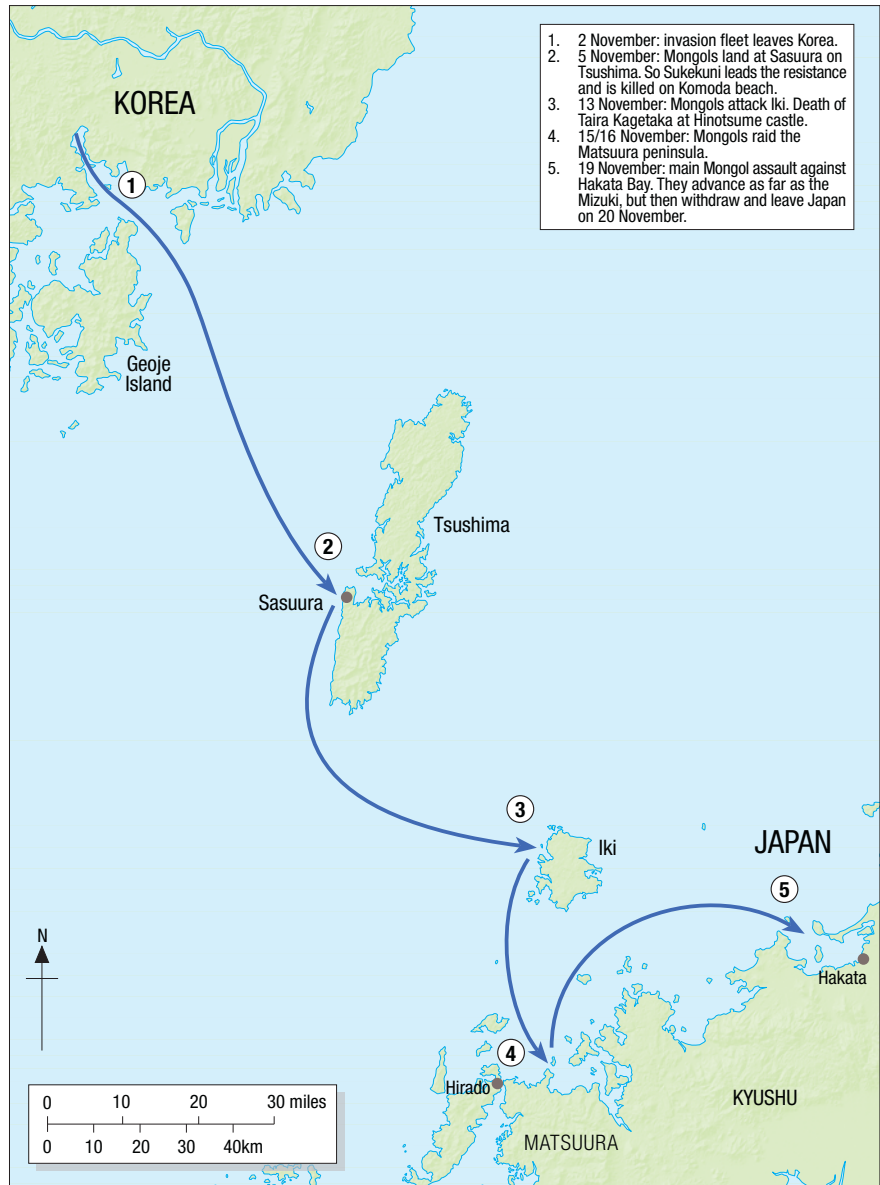 1. 2 November: invasion fleet leaves Korea.
2. 5 November: Mongols land at Sasuura on
Tsushima. So Sukekuni leads the resistance
and is killed on Komoda beach.
3. 13 November: Mongols attack Iki. Death of
Taira Kagetaka at Hinotsume castle.
4. 15/16 November: Mongols raid the
Matsuura peninsula.
5. 19 November: main Mongol assault against
Hakata Bay. They advance as far as the
Mizuki, but then withdraw and leave Japan
on 20 November.
KOREA
1
Geoje
Island
Tsushima
2
Sasuura
3
Iki
JAPAN
5
N
Hakata
4
Hirado
KYUSHU
MATSUURA
0 10 20 30 miles
0 10 20 30 40km